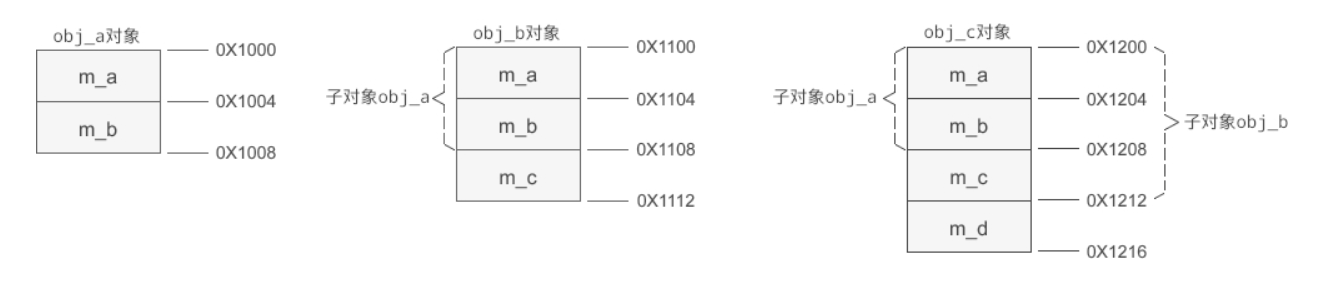 obj_a对象
m_a
m_b
0X1000
0X1004
0X1008
obj_b对象
子对象obj_a
m_a
m_b
m_c
0X1100
0X1104
0X1108
0X1112
obj_c对象
子对象obj_a
m_a
m_b
m_c
m_d
0X1200
0X1204
0X1208
0X1212
0X1216
子对象obj_b